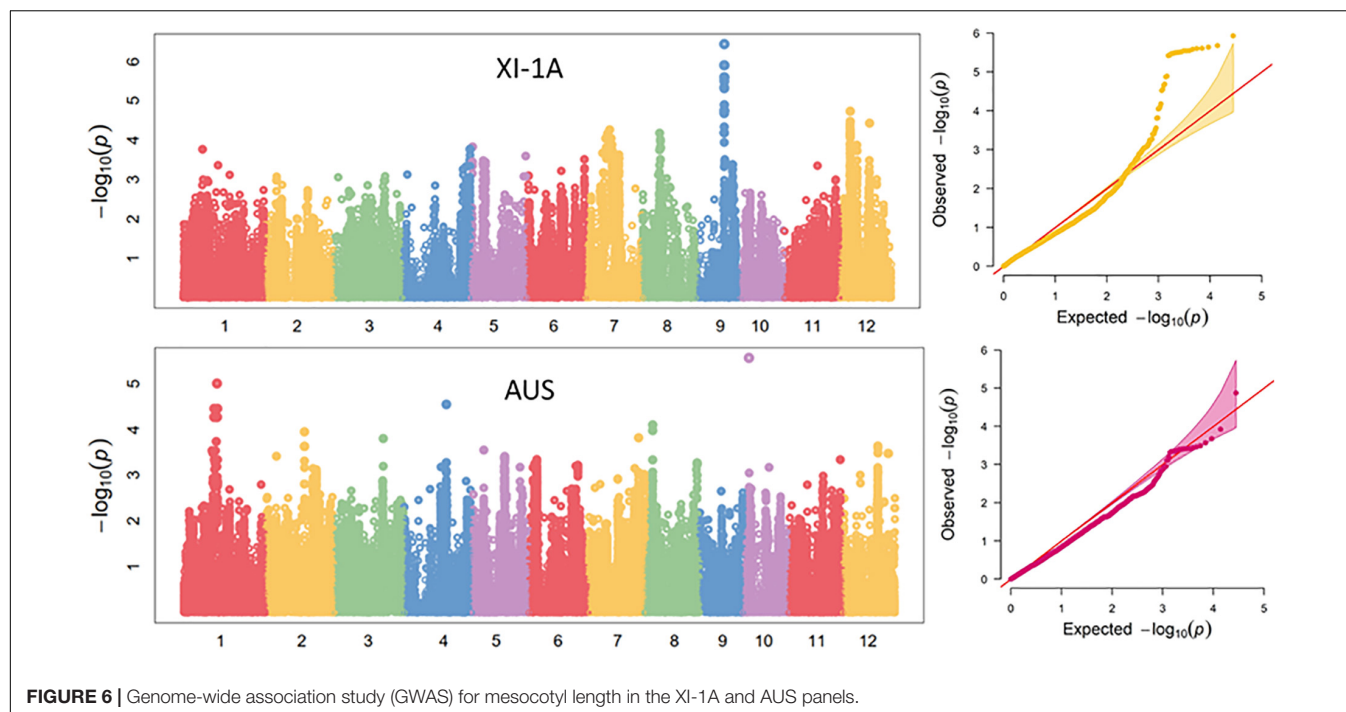 XI-1A
−log10(p)
6
5
4
3
2
1
1 2 3 4 5 6 7 8 9 10 11 12
Observed −log10(p)
6
5
4
3
2
1
0
0 1 2 3 4 5
Expected −log10(p)
AUS
−log10(p)
5
4
3
2
1
1 2 3 4 5 6 7 8 9 10 11 12
Observed −log10(p)
6
5
4
3
2
1
0
0 1 2 3 4 5
Expected −log10(p)
FIGURE 6 | Genome-wide association study (GWAS) for mesocotyl length in the XI-1A and AUS panels.